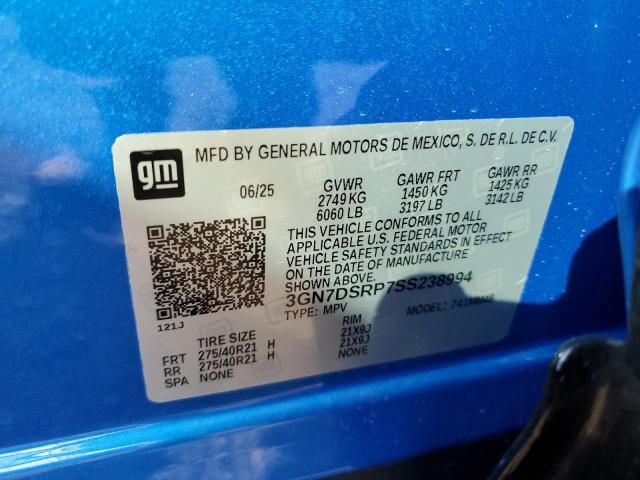 gm
MFD BY GENERAL MOTORS DE MEXICO, S. DE R.L. DE C.V.
06/25 GVWR GAWR FRT GAWR RR
2749 KG 1450 KG 1425 KG
6060 LB 3197 LB 3142 LB
THIS VEHICLE CONFORMS TO ALL
APPLICABLE U.S. FEDERAL MOTOR
VEHICLE SAFETY STANDARDS IN EFFECT
ON THE DATE OF MANUFACTURE
SHOWN ABOVE.
3GN7DSRP7SS238994
TYPE: MPV MODEL:
121J
TIRE SIZE RIM
FRT 275/40R21 H 21X9J
RR 275/40R21 H 21X9J
SPA NONE NONE